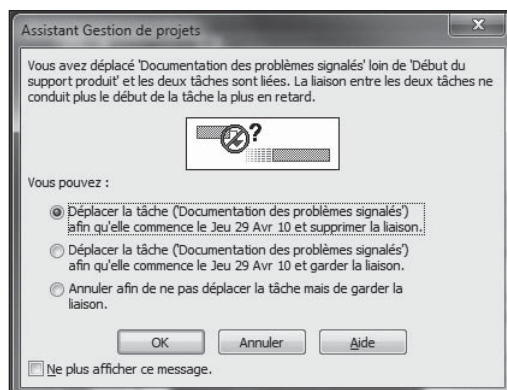 Assistant Gestion de projets
X
Vous avez déplacé 'Documentation des problèmes signalés' loin de 'Début du
support produit' et les deux tâches sont liées. La liaison entre les deux tâches ne
conduit plus le début de la tâche la plus en retard.
?
Vous pouvez :
Déplacer la tâche ('Documentation des problèmes signalés')
afin qu'elle commence le Jeu 29 Avr 10 et supprimer la liaison.
Déplacer la tâche ('Documentation des problèmes signalés')
afin qu'elle commence le Jeu 29 Avr 10 et garder la liaison.
Annuler afin de ne pas déplacer la tâche mais de garder la
liaison.
OK Annuler Aide
Ne plus afficher ce message.